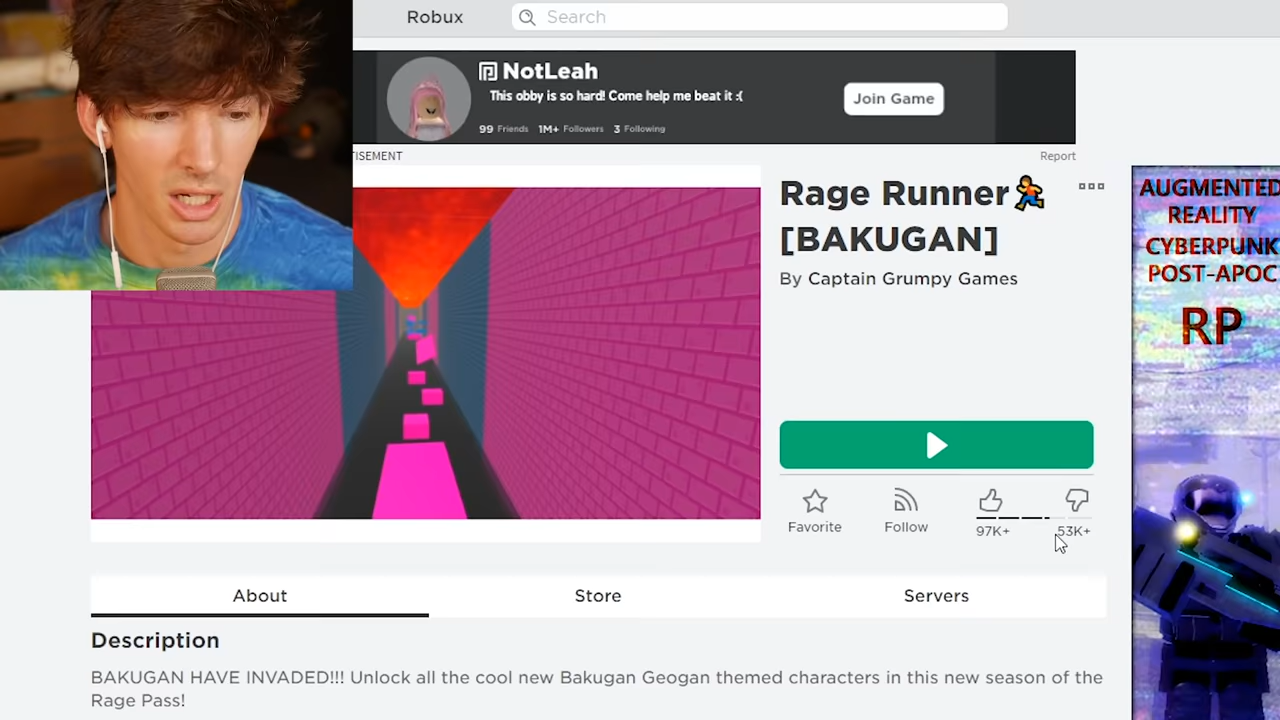 Robux
Search
NotLeah
This obby is so hard! Come help me beat it :(
99 Friends 1M+ Followers 3 Following
Join Game
TISEMENT
Report
Rage Runner🏃
[BAKUGAN]
By Captain Grumpy Games
Favorite
Follow
97K+
53K+
AUGMENTED
REALITY
CYBERPUNK
POST-APOC
RP
About
Store
Servers
Description
BAKUGAN HAVE INVADED!!! Unlock all the cool new Bakugan Geogan themed characters in this new season of the
Rage Pass!